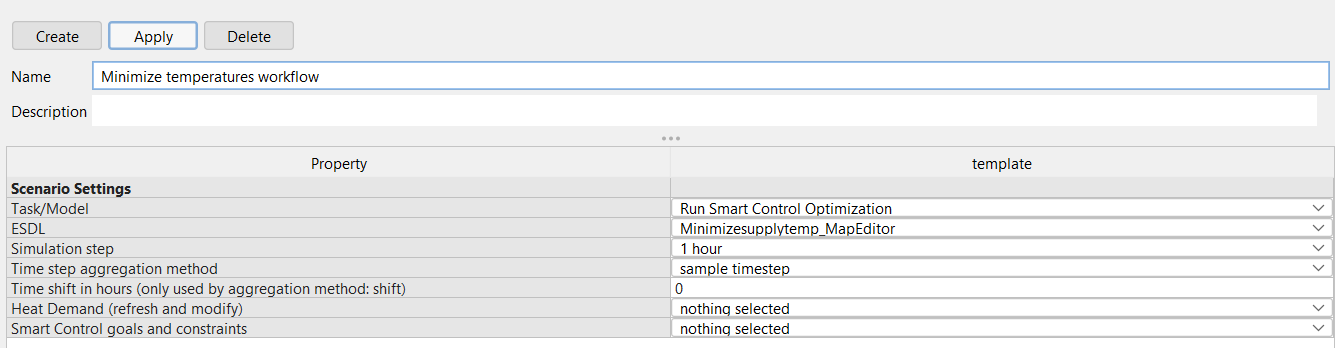 Create Apply Delete
Name Minimize temperatures workflow
Description
Property template
Scenario Settings
Task/Model Run Smart Control Optimization
ESDL Minimizesupplytemp_MapEditor
Simulation step 1 hour
Time step aggregation method sample timestep
Time shift in hours (only used by aggregation method: shift) 0
Heat Demand (refresh and modify) nothing selected
Smart Control goals and constraints nothing selected